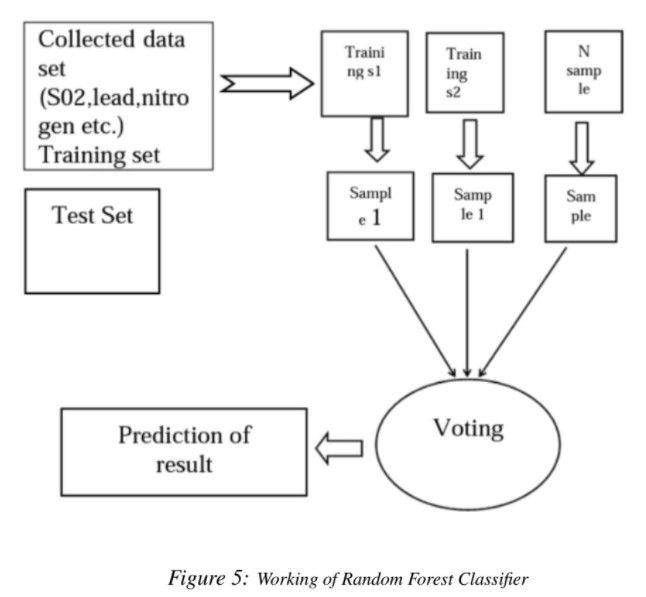 Collected data
set
(S02,lead,nitro
gen etc.)
Training set
Traini
ng s1
Train
ing
s2
N
samp
le
Test Set
Sampl
e 1
Samp
le 1
Sam
ple
Voting
Prediction of
result
Figure 5: Working of Random Forest Classifier